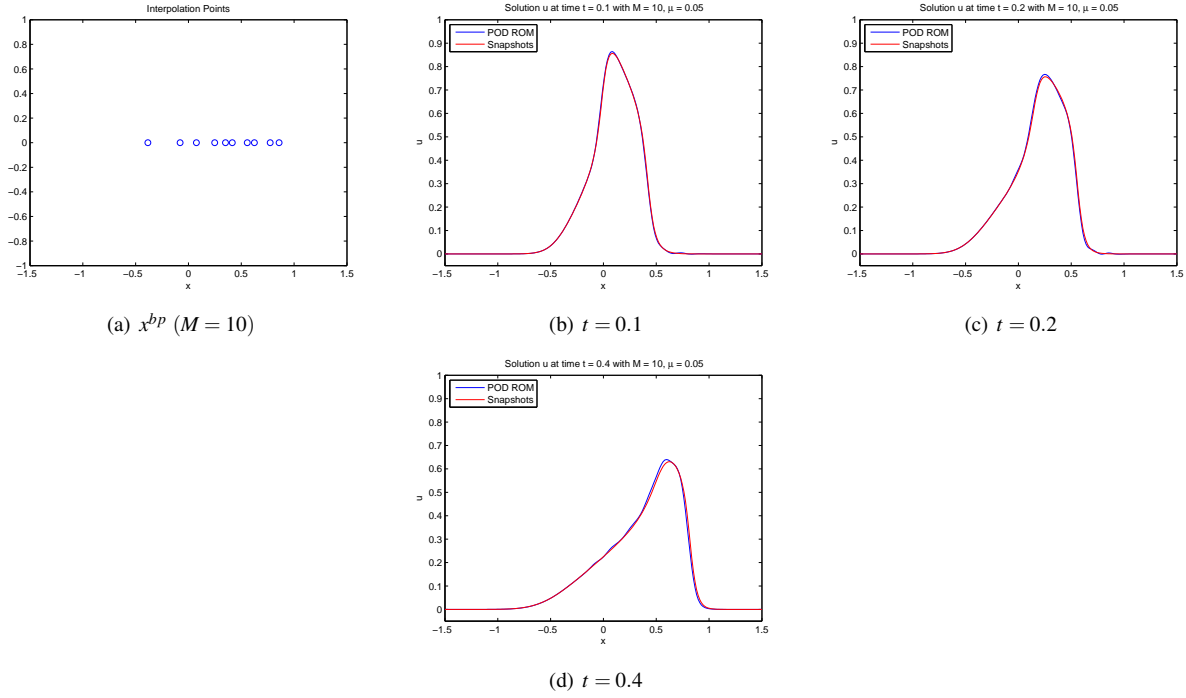 Interpolation Points
1
0.8
0.6
0.4
0.2
0
−0.2
−0.4
−0.6
−0.8
−1
−1.5 −1 −0.5 0 0.5 1 1.5
x
(a) x^{bp} (M = 10)
Solution u at time t = 0.1 with M = 10, μ = 0.05
POD ROM
Snapshots
1
0.9
0.8
0.7
0.6
0.5
0.4
0.3
0.2
0.1
0
u
−1.5 −1 −0.5 0 0.5 1 1.5
x
(b) t = 0.1
Solution u at time t = 0.2 with M = 10, μ = 0.05
POD ROM
Snapshots
1
0.9
0.8
0.7
0.6
0.5
0.4
0.3
0.2
0.1
0
u
−1.5 −1 −0.5 0 0.5 1 1.5
x
(c) t = 0.2
Solution u at time t = 0.4 with M = 10, μ = 0.05
POD ROM
Snapshots
1
0.9
0.8
0.7
0.6
0.5
0.4
0.3
0.2
0.1
0
u
−1.5 −1 −0.5 0 0.5 1 1.5
x
(d) t = 0.4